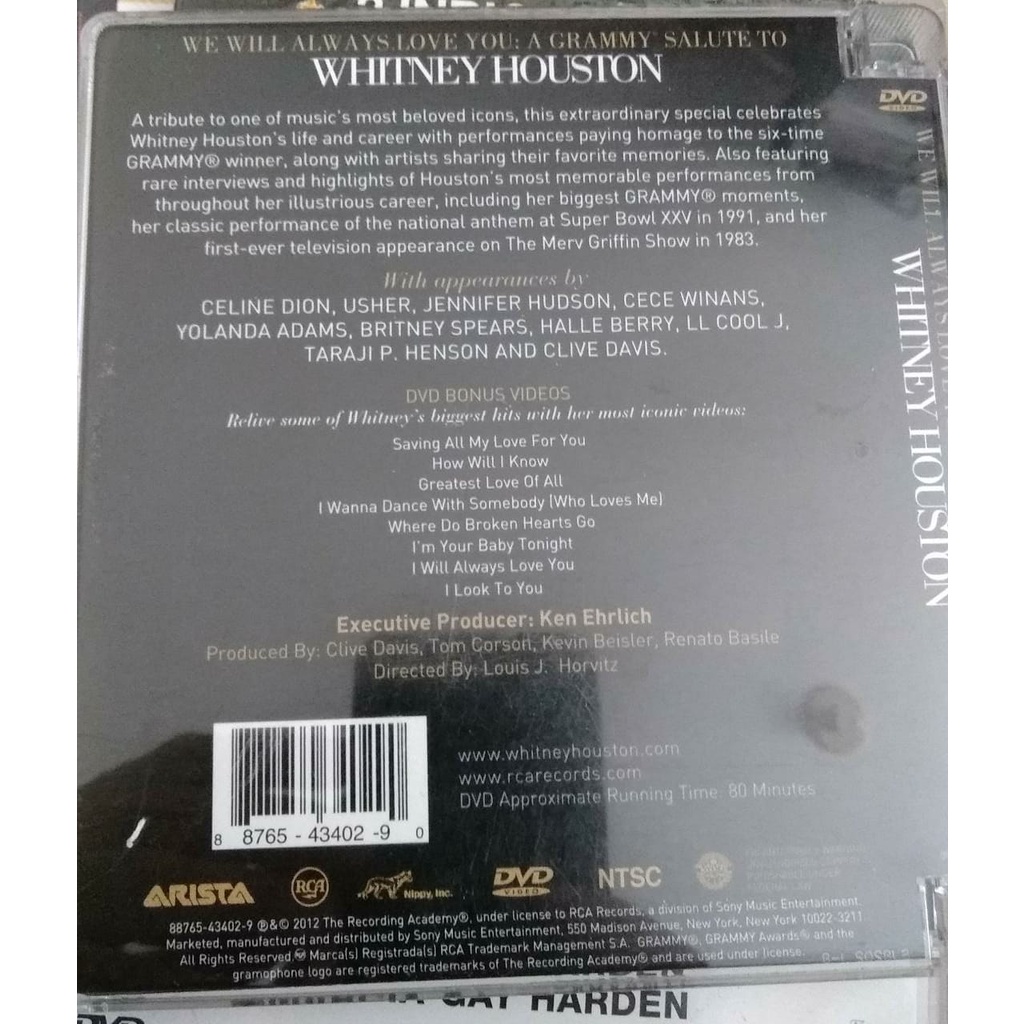 WE WILL ALWAYS LOVE YOU: A GRAMMY® SALUTE TO
WHITNEY HOUSTON
A tribute to one of music's most beloved icons, this extraordinary special celebrates
Whitney Houston's life and career with performances paying homage to the six-time
GRAMMY® winner, along with artists sharing their favorite memories. Also featuring
rare interviews and highlights of Houston's most memorable performances from
throughout her illustrious career, including her biggest GRAMMY® moments,
her classic performance of the national anthem at Super Bowl XXV in 1991, and her
first-ever television appearance on The Merv Griffin Show in 1983.
With appearances by
CELINE DION, USHER, JENNIFER HUDSON, CECE WINANS,
YOLANDA ADAMS, BRITNEY SPEARS, HALLE BERRY, LL COOL J,
TARAJI P. HENSON AND CLIVE DAVIS.
DVD BONUS VIDEOS
Relive some of Whitney's biggest hits with her most iconic videos:
Saving All My Love For You
How Will I Know
Greatest Love Of All
I Wanna Dance With Somebody (Who Loves Me)
Where Do Broken Hearts Go
I'm Your Baby Tonight
I Will Always Love You
I Look To You
Executive Producer: Ken Ehrlich
Produced By: Clive Davis, Tom Corson, Kevin Beisler, Renato Basile
Directed By: Louis J. Horvitz
www.whitneyhouston.com
www.rcarecords.com
DVD Approximate Running Time: 80 Minutes
8 8765 - 43402 - 9 0
ARISTA RCA Nippy, Inc. DVD VIDEO NTSC
88765-43402-9 ℗&© 2012 The Recording Academy®, under license to RCA Records, a division of Sony Music Entertainment.
Marketed, manufactured and distributed by Sony Music Entertainment, 550 Madison Avenue, New York, New York 10022-3211.
All Rights Reserved. Marca(s) Registrada(s) RCA Trademark Management S.A. GRAMMY®, GRAMMY Awards® and the
gramophone logo are registered trademarks of The Recording Academy® and are used under license.
DVD VIDEO
WE WILL ALWAYS LOVE
WHITNEY HOUSTON
GAY HARDEN
DVD